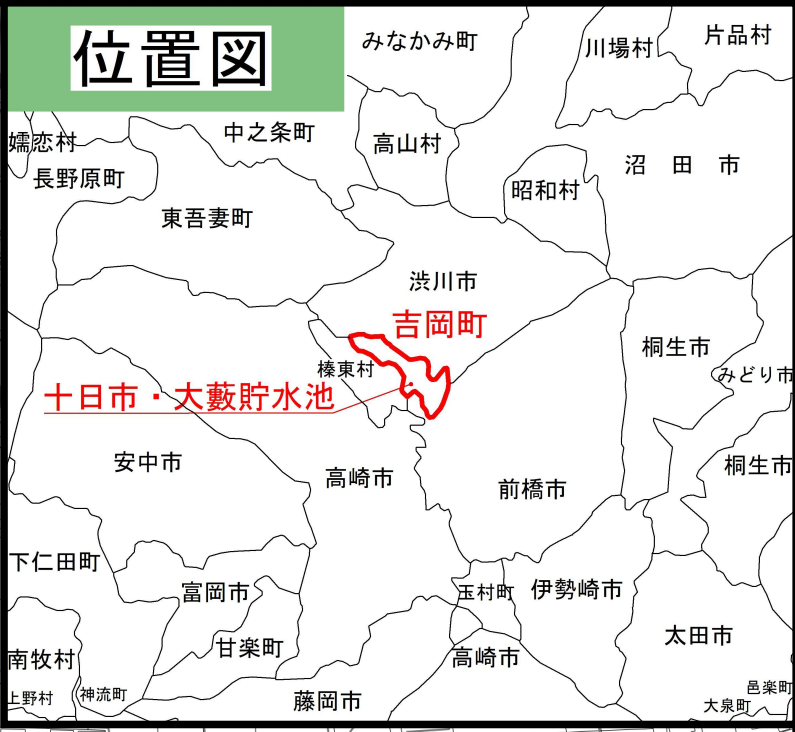 位置図
みなかみ町
川場村
片品村
嬬恋村
中之条町
高山村
長野原町
昭和村
沼田市
東吾妻町
渋川市
吉岡町
桐生市
榛東村
みどり市
十日市・大藪貯水池
安中市
高崎市
前橋市
桐生市
下仁田町
富岡市
玉村町
伊勢崎市
甘楽町
高崎市
太田市
南牧村
上野村
神流町
藤岡市
邑楽町
大泉町